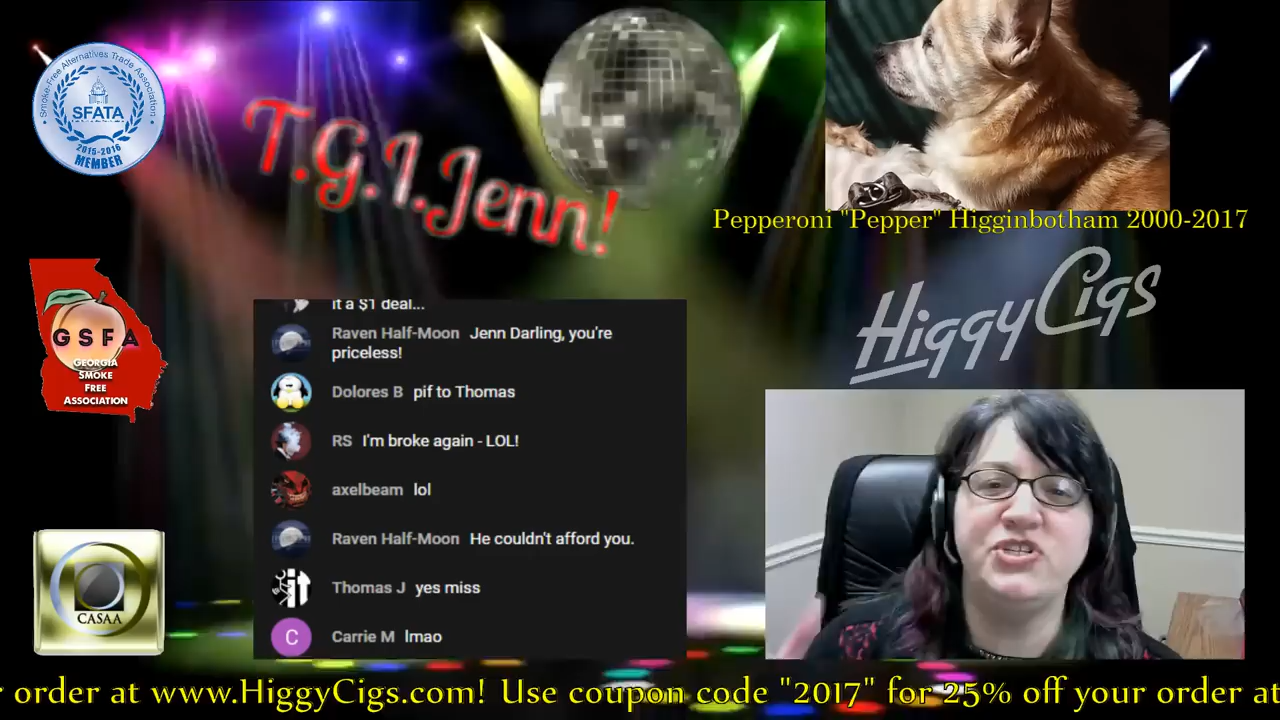 Smoke-Free Alternatives Trade Association
SFATA
2015-2016
MEMBER
T.G.I.Jenn!
Pepperoni "Pepper" Higginbotham 2000-2017
HiggyCigs
GSFA
GEORGIA
SMOKE
FREE
ASSOCIATION
it a $1 deal...
Raven Half-Moon Jenn Darling, you're
priceless!
Dolores B pif to Thomas
RS I'm broke again - LOL!
axelbeam lol
Raven Half-Moon He couldn't afford you.
Thomas J yes miss
C Carrie M lmao
CASAA
r order at www.HiggyCigs.com! Use coupon code "2017" for 25% off your order at